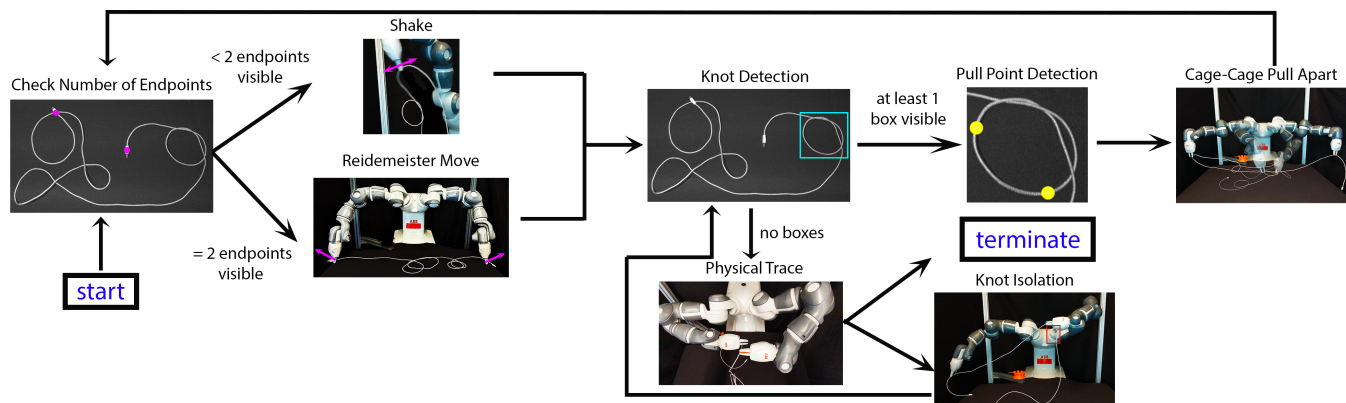 Check Number of Endpoints
start
< 2 endpoints
visible
= 2 endpoints
visible
Shake
Reidemeister Move
Knot Detection
at least 1
box visible
no boxes
Pull Point Detection
Cage-Cage Pull Apart
Physical Trace
terminate
Knot Isolation